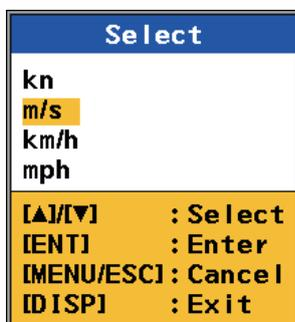 Select
kn
m/s
km/h
mph
[▲]/[▼] :Select
[ENT] :Enter
[MENU/ESC]:Cancel
[DISP] :Exit